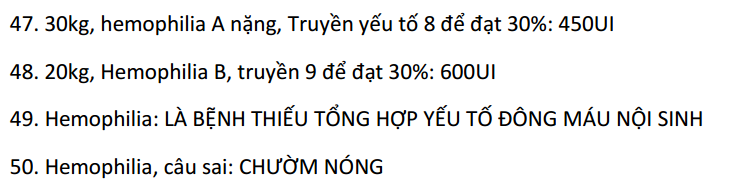 47. 30kg, hemophilia A nặng, Truyền yếu tố 8 để đạt 30%: 450UI
48. 20kg, Hemophilia B, truyền 9 để đạt 30%: 600UI
49. Hemophilia: LÀ BỆNH THIẾU TỔNG HỢP YẾU TỐ ĐÔNG MÁU NỘI SINH
50. Hemophilia, câu sai: CHƯỜM NÓNG